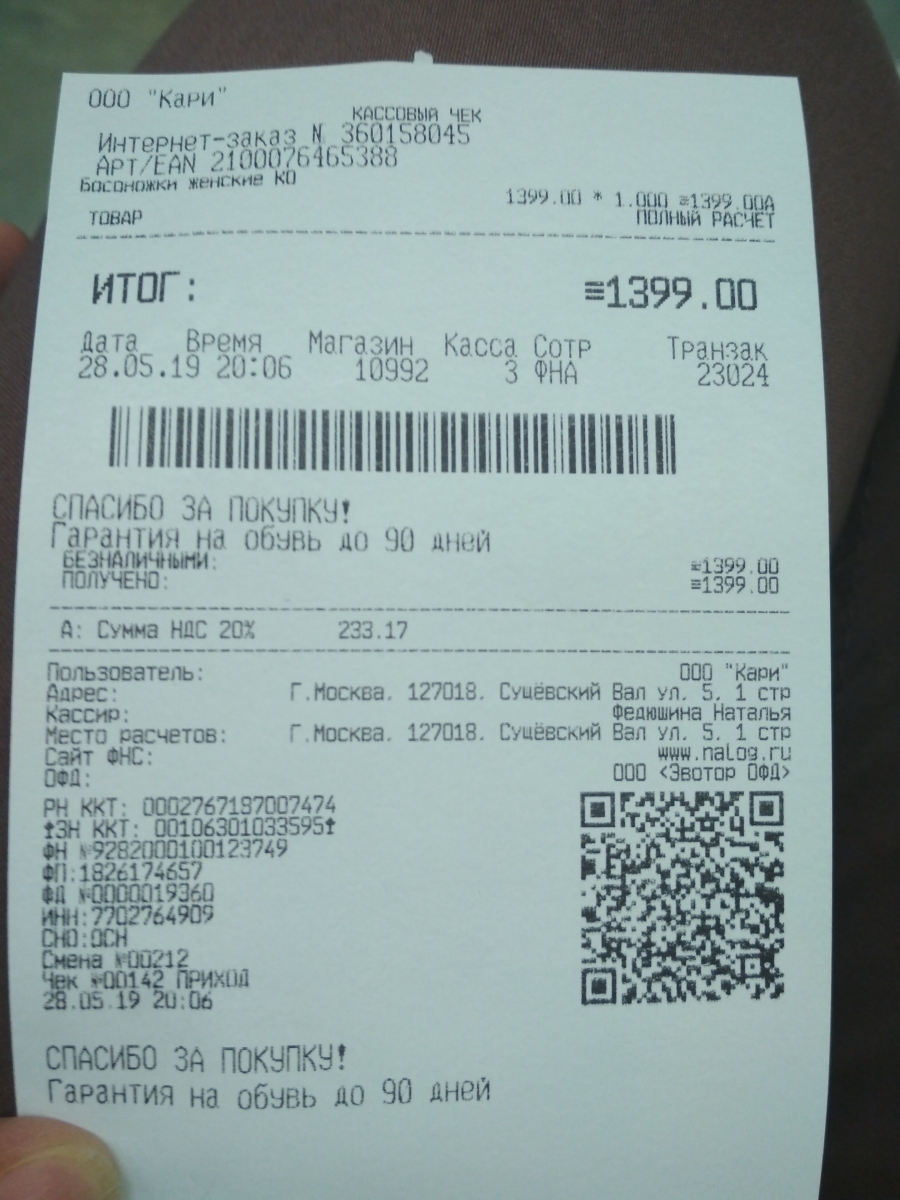 ООО "Кари"
КАССОВЫЙ ЧЕК
Интернет-заказ N 360158045
АРТ/EAN 2100076465388
Босоножки женские КО
1399.00 * 1.000 ≡1399.00А
ТОВАР ПОЛНЫЙ РАСЧЕТ
ИТОГ: ≡1399.00
Дата Время Магазин Касса Сотр Транзак
28.05.19 20:06 10992 3 ФНА 23024
СПАСИБО ЗА ПОКУПКУ!
Гарантия на обувь до 90 дней
БЕЗНАЛИЧНЫМИ: ≡1399.00
ПОЛУЧЕНО: ≡1399.00
А: Сумма НДС 20% 233.17
Пользователь: ООО "Кари"
Адрес: Г.Москва, 127018, Сущёвский Вал ул. 5, 1 стр
Кассир: Федюшина Наталья
Место расчетов: Г.Москва, 127018, Сущёвский Вал ул. 5, 1 стр
Сайт ФНС: www.nalog.ru
ОФД: ООО <Эвотор ОФД>
РН ККТ: 0002767187007474
↑ЗН ККТ: 00106301033595↑
ФН №9282000100123749
ФП:1826174657
ФД №0000019360
ИНН:7702764909
СНО:ОСН
Смена №00212
Чек №00142 ПРИХОД
28.05.19 20:06
СПАСИБО ЗА ПОКУПКУ!
Гарантия на обувь до 90 дней